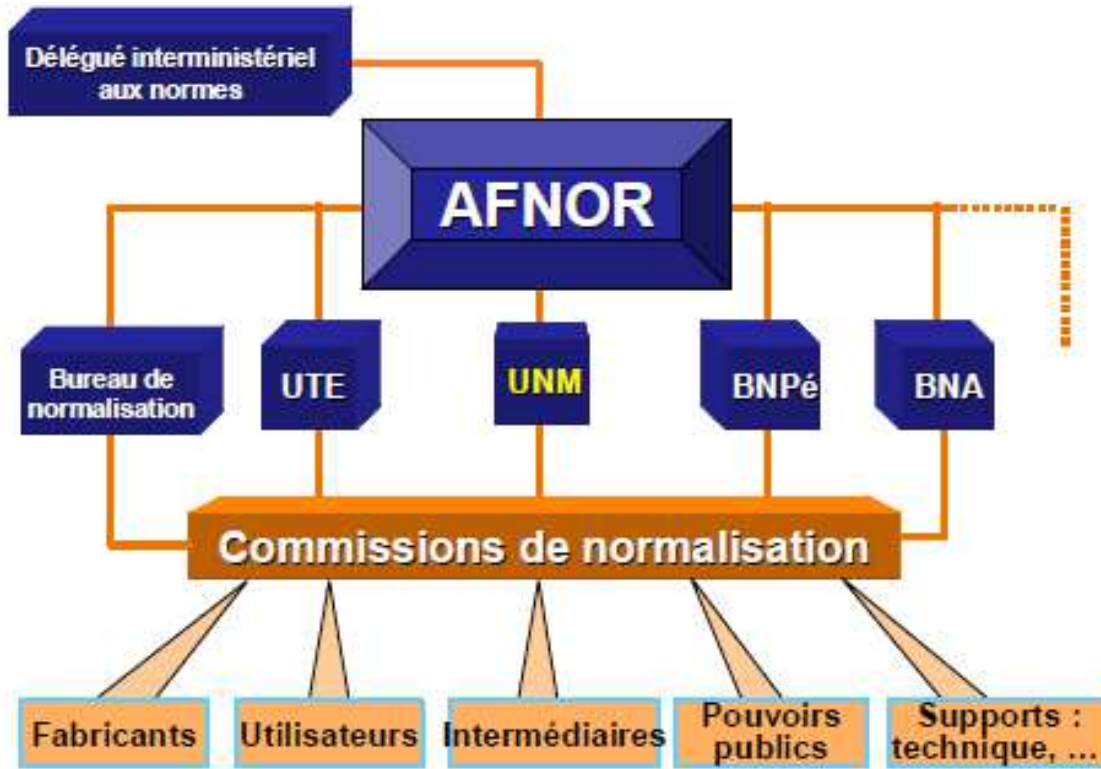 Délégué interministériel
aux normes
AFNOR
Bureau de
normalisation
UTE
UNM
BNPé
BNA
Commissions de normalisation
Fabricants
Utilisateurs
Intermédiaires
Pouvoirs
publics
Supports :
technique, ...